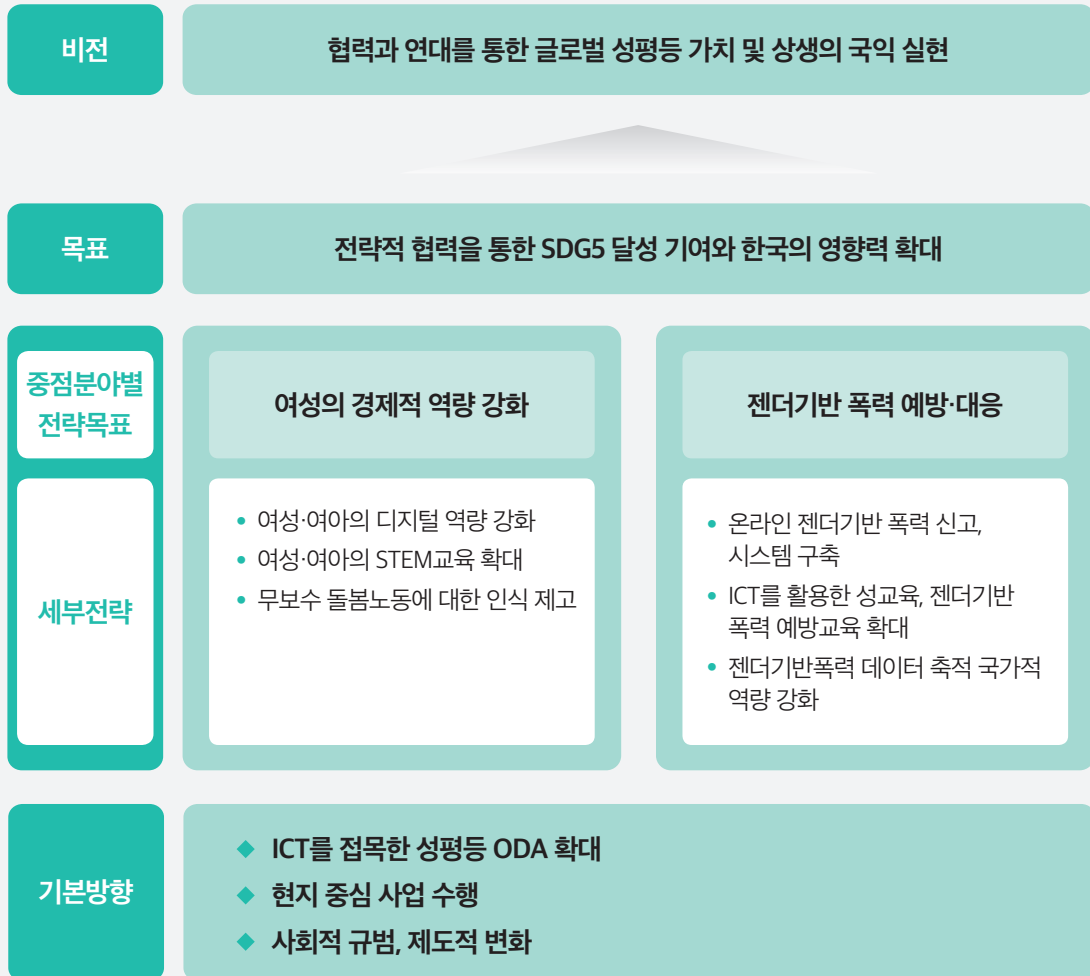 비전
협력과 연대를 통한 글로벌 성평등 가치 및 상생의 국익 실현
목표
전략적 협력을 통한 SDG5 달성 기여와 한국의 영향력 확대
중점분야별
전략목표
여성의 경제적 역량 강화
젠더기반 폭력 예방·대응
세부전략
• 여성·여아의 디지털 역량 강화
• 여성·여아의 STEM교육 확대
• 무보수 돌봄노동에 대한 인식 제고
• 온라인 젠더기반 폭력 신고,
시스템 구축
• ICT를 활용한 성교육, 젠더기반
폭력 예방교육 확대
• 젠더기반폭력 데이터 축적 국가적
역량 강화
기본방향
◆ ICT를 접목한 성평등 ODA 확대
◆ 현지 중심 사업 수행
◆ 사회적 규범, 제도적 변화